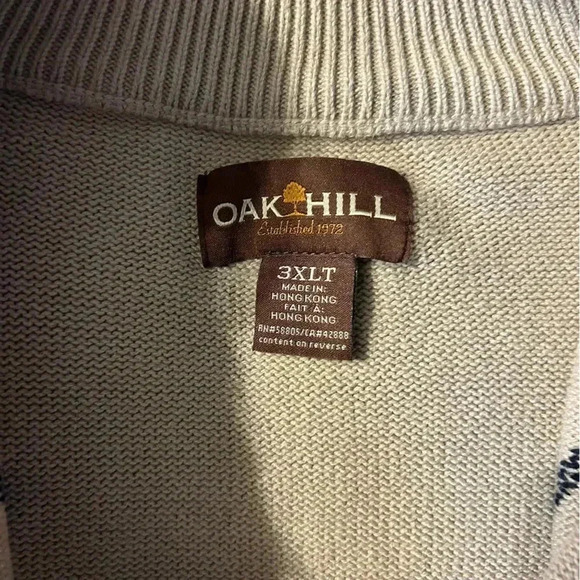 OAK HILL
Established 1972
3XLT
MADE IN:
HONG KONG
FAIT À:
HONG KONG
RN#58805/CA#42888
content on reverse